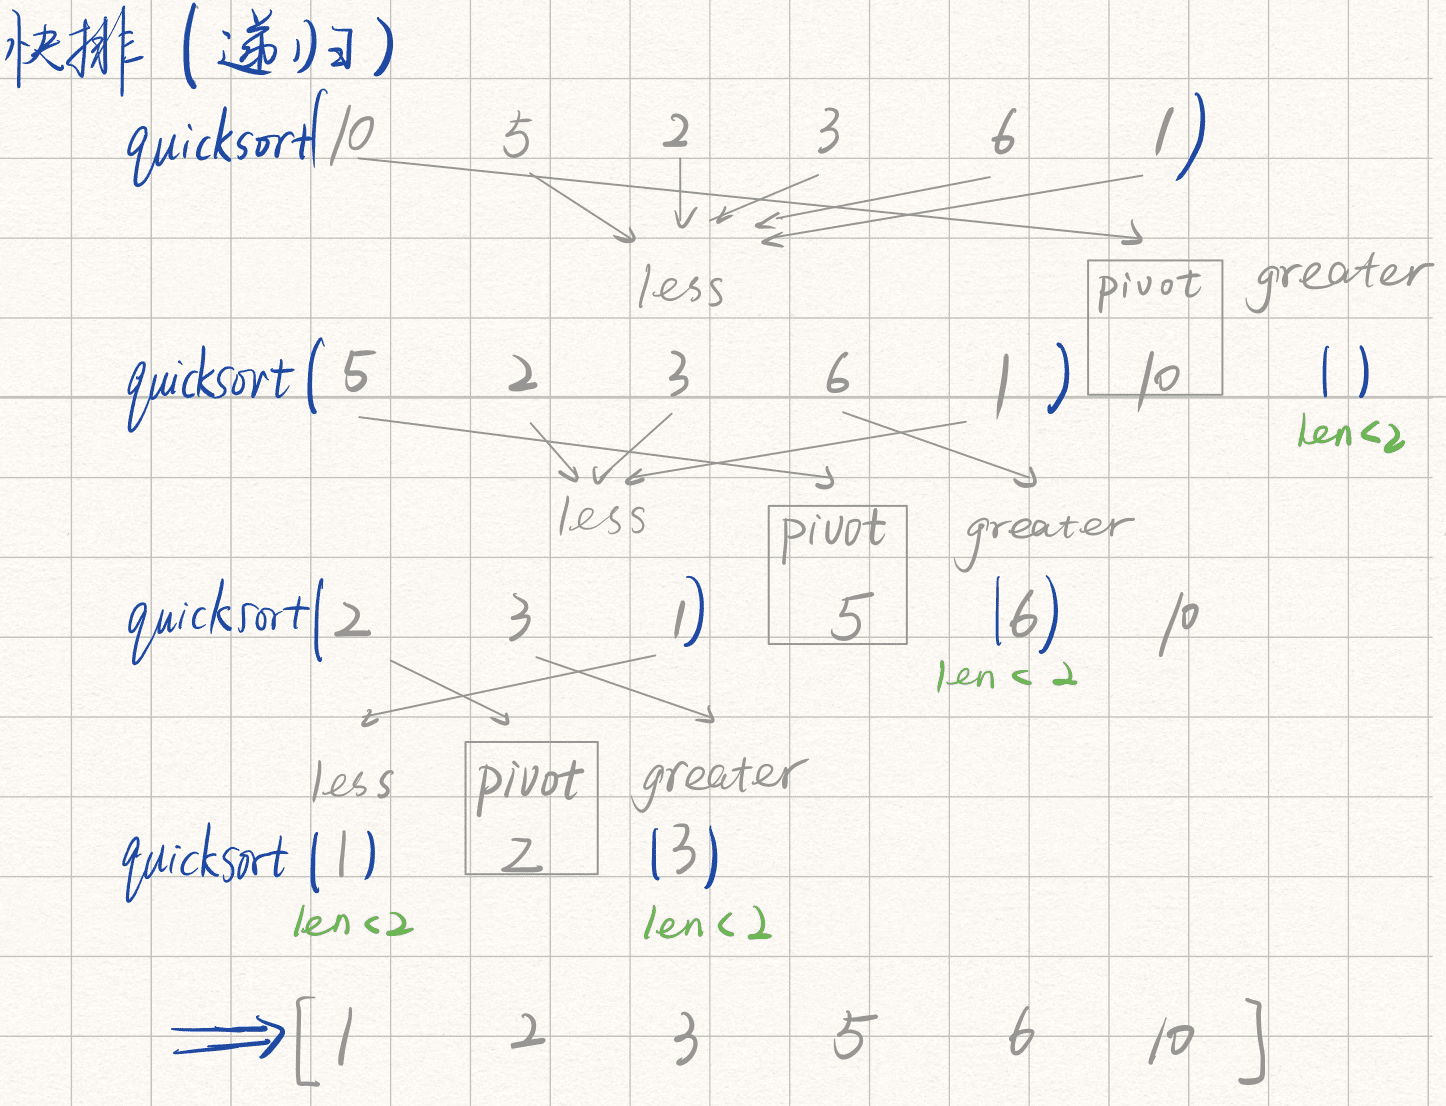 快排（递归）
quicksort(10 5 2 3 6 1)
less pivot greater
quicksort(5 2 3 6 1) 10 ()
len<2
less pivot greater
quicksort(2 3 1) 5 (6) 10
len<2
less pivot greater
quicksort(1) 2 (3)
len<2 len<2
⇒[1 2 3 5 6 10]